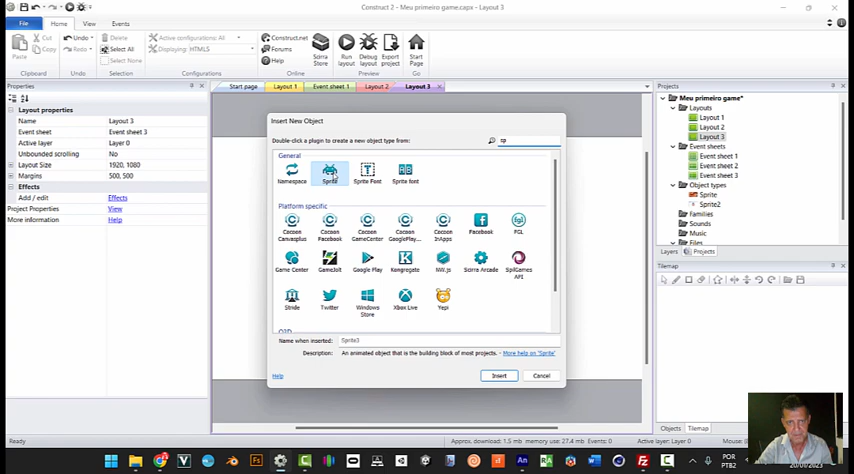 Construct 2 - Meu primeiro game.capx - Layout 3
File Home View Events
Paste Cut Copy
Clipboard
Undo Redo
Undo
Delete
Select All
Select None
Selection
Active configurations: All
Displaying: HTML5
Configurations
Construct.net
Forums
Help
Scirra Store
Online
Run layout
Debug layout
Export project
Preview
Start Page
Go
Properties
Layout properties
Name Layout 3
Event sheet Event sheet 3
Active layer Layer 0
Unbounded scrolling No
Layout Size 1920, 1080
Margins 500, 500
Effects
Add / edit Effects
Project Properties View
More information Help
Start page Layout 1 Event sheet 1 Layout 2 Layout 3
Insert New Object
Double-click a plugin to create a new object type from:
General
Namespace Sprite Sprite Font Sprite font
Platform specific
Cocoon Canvasplus
Cocoon Facebook
Cocoon GameCenter
Cocoon GooglePlay...
Cocoon InApps
Facebook
FGL
Game Center GameJolt Google Play Kongregate NW.js Scirra Arcade SpilGames API
Stride Twitter Windows Store Xbox Live Yepi
Name when inserted: Sprite3
Description: An animated object that is the building block of most projects. More help on 'Sprite'
Help Insert Cancel
Projects
Meu primeiro game*
Layouts
Layout 1
Layout 2
Layout 3
Event sheets
Event sheet 1
Event sheet 2
Event sheet 3
Object types
Sprite
Sprite2
Families
Sounds
Music
Files
Layers Projects
Tilemap
Objects Tilemap
Ready
Approx. download: 1.5 mb memory use: 27.4 mb Events: 0 Active layer: Layer 0
POR
PTB2
20/01/2023